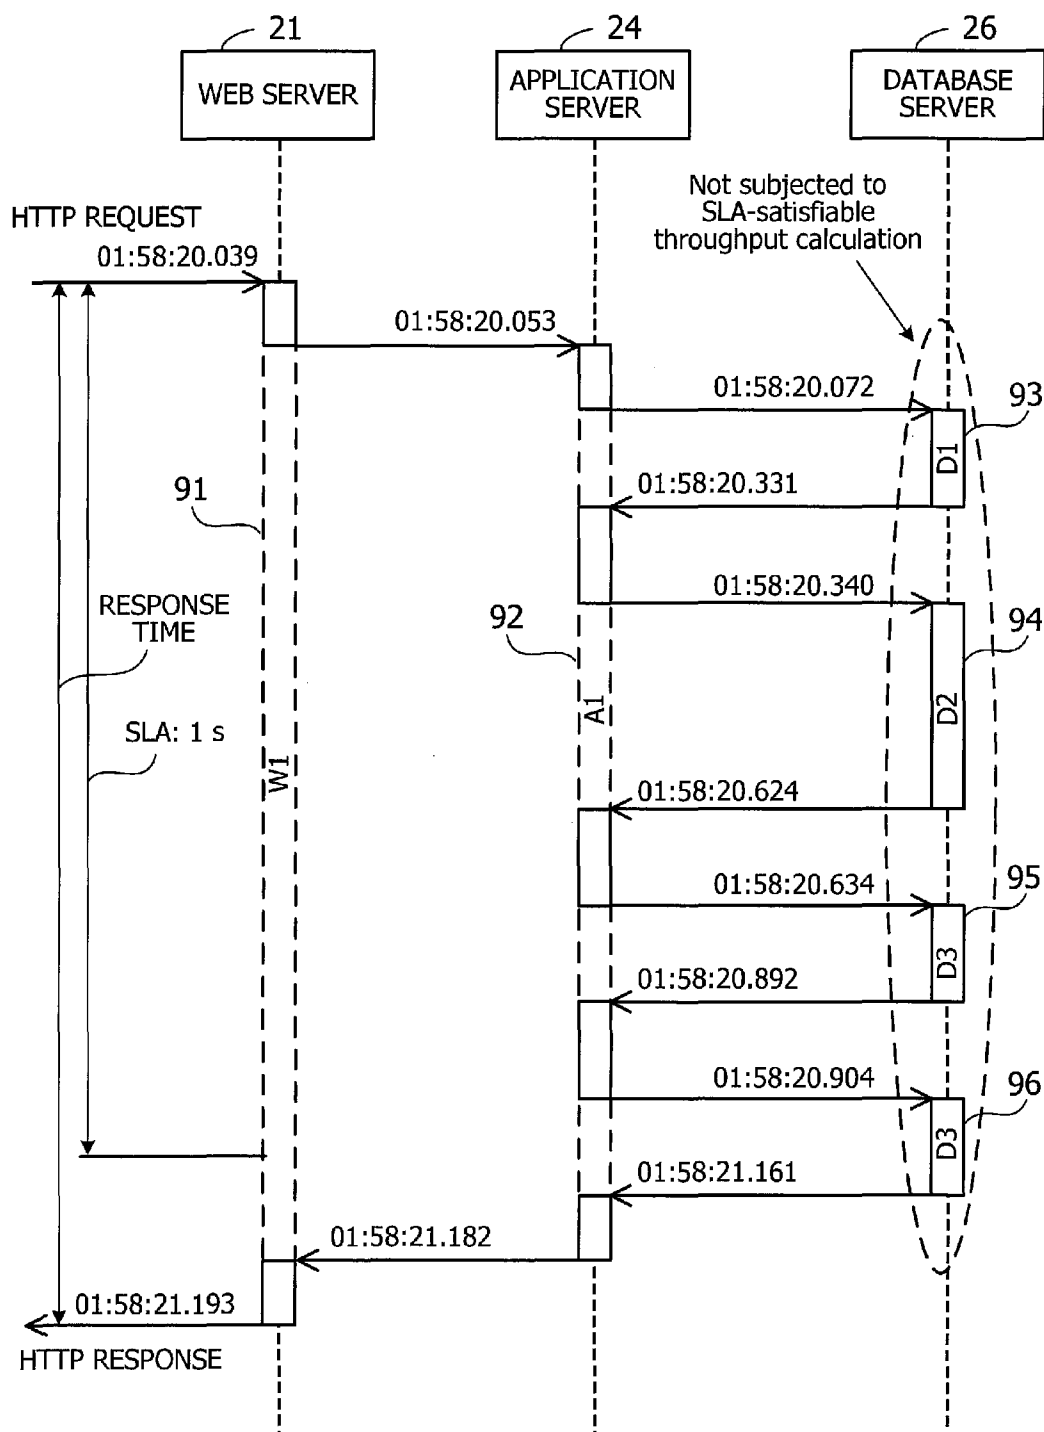 21
24
26
WEB SERVER
APPLICATION
SERVER
DATABASE
SERVER
Not subjected to
SLA-satisfiable
throughput calculation
HTTP REQUEST
01:58:20.039
01:58:20.053
01:58:20.072
93
D1
01:58:20.331
91
01:58:20.340
92
94
RESPONSE
TIME
A1
D2
SLA: 1 s
W1
01:58:20.624
01:58:20.634
95
D3
01:58:20.892
01:58:20.904
96
D3
01:58:21.161
01:58:21.182
01:58:21.193
HTTP RESPONSE